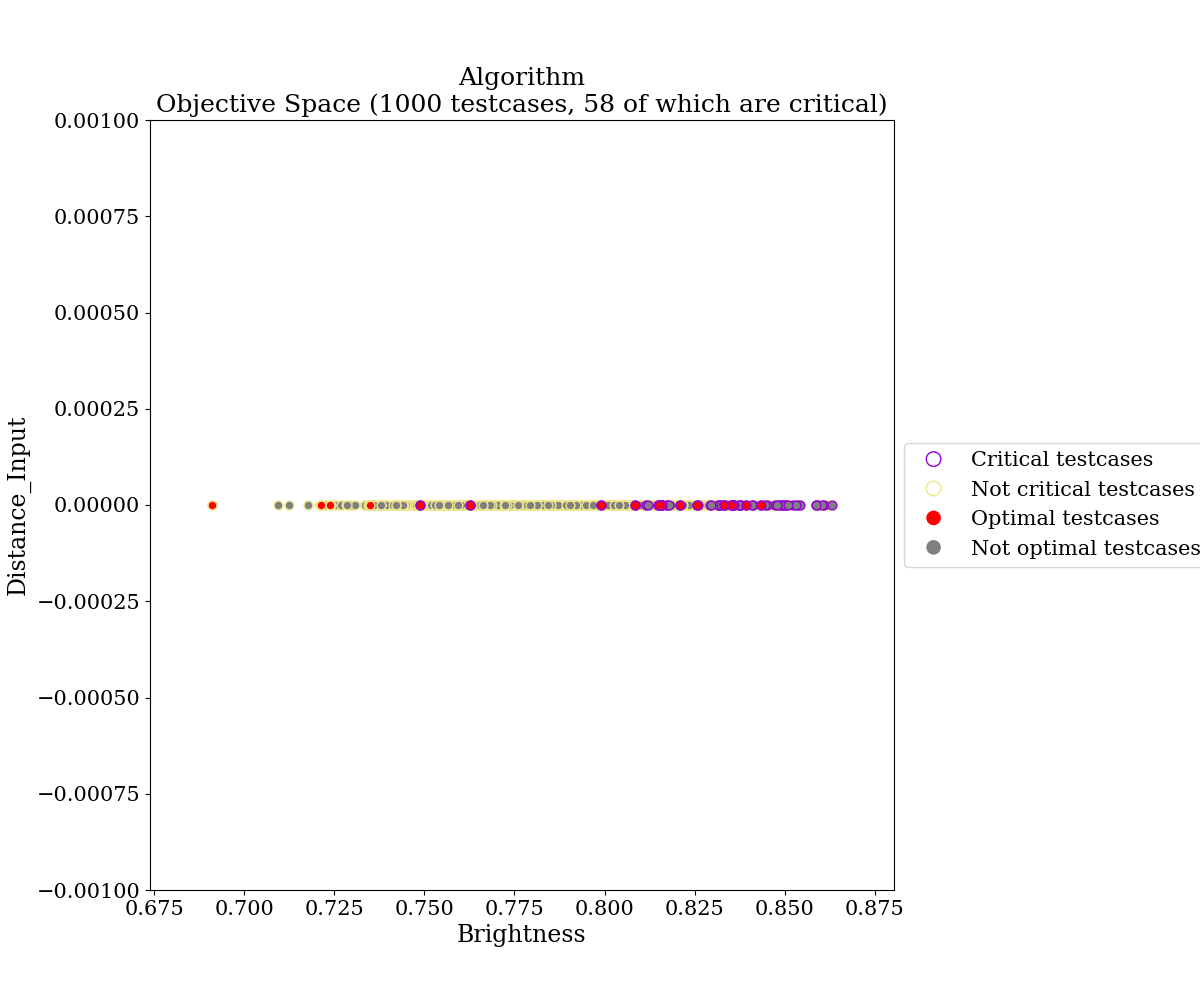 Algorithm
Objective Space (1000 testcases, 58 of which are critical)
0.00100
0.00075
0.00050
0.00025
0.00000
−0.00025
−0.00050
−0.00075
−0.00100
Distance_Input
0.675 0.700 0.725 0.750 0.775 0.800 0.825 0.850 0.875
Brightness
Critical testcases
Not critical testcases
Optimal testcases
Not optimal testcases